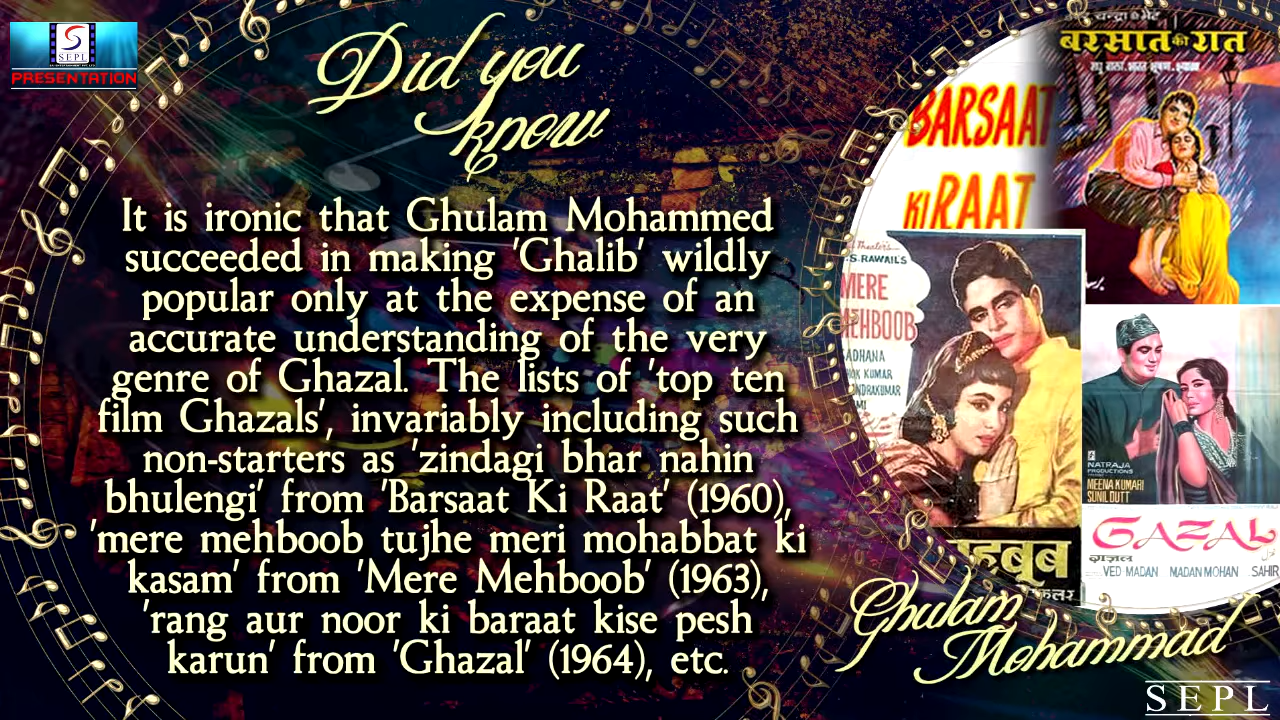 SEPL
PRESENTATION
Did you
know
It is ironic that Ghulam Mohammed
succeeded in making 'Ghalib' wildly
popular only at the expense of an
accurate understanding of the very
genre of Ghazal. The lists of 'top ten
film Ghazals', invariably including such
non-starters as 'zindagi bhar nahin
bhulengi' from 'Barsaat Ki Raat' (1960),
'mere mehboob tujhe meri mohabbat ki
kasam' from 'Mere Mehboob' (1963),
'rang aur noor ki baraat kise pesh
karun' from 'Ghazal' (1964), etc.
बरसात की रात
BARSAAT
KI RAAT
S. RAWAIL'S
MERE
MEHBOOB
SADHANA
KUMAR
NATRAJA
PRODUCTIONS
MEENA KUMARI
SUNIL DUTT
GAZAL
ग़ज़ल
VED-MADAN MADAN MOHAN SAHIR
Ghulam
Mohammad
SEPL